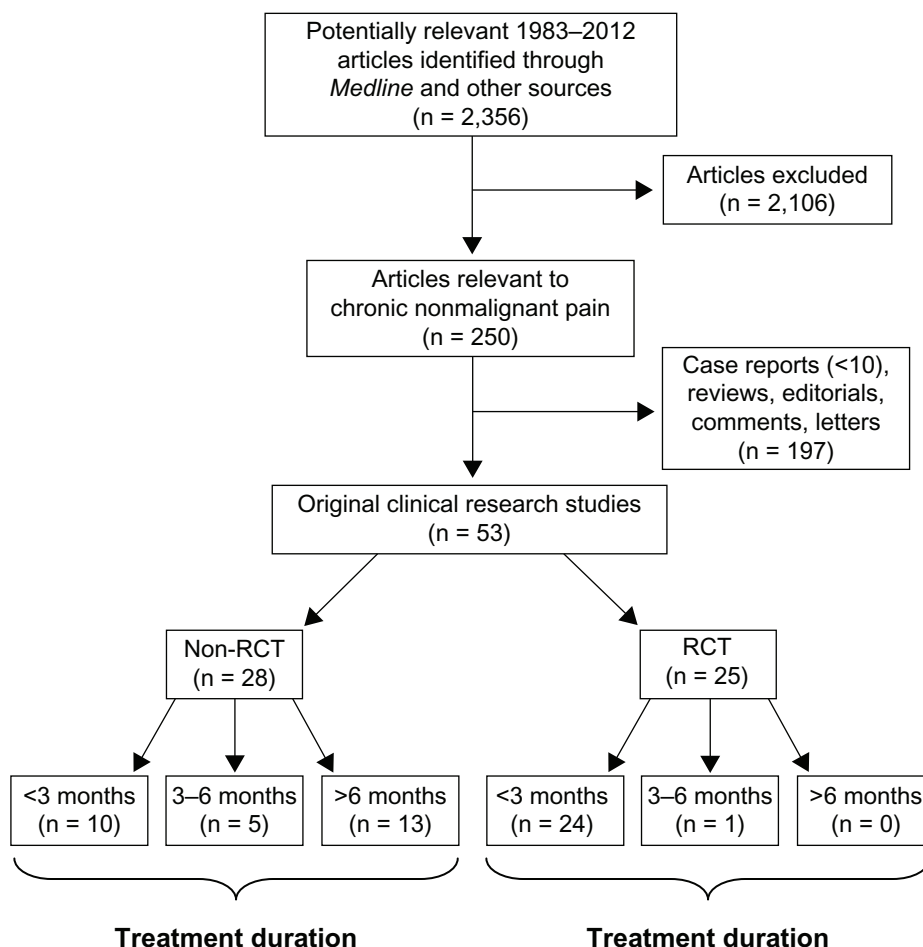 Potentially relevant 1983–2012
articles identified through
Medline and other sources
(n = 2,356)
Articles excluded
(n = 2,106)
Articles relevant to
chronic nonmalignant pain
(n = 250)
Case reports (<10),
reviews, editorials,
comments, letters
(n = 197)
Original clinical research studies
(n = 53)
Non-RCT
(n = 28)
RCT
(n = 25)
<3 months
(n = 10)
3–6 months
(n = 5)
>6 months
(n = 13)
<3 months
(n = 24)
3–6 months
(n = 1)
>6 months
(n = 0)
Treatment duration
Treatment duration